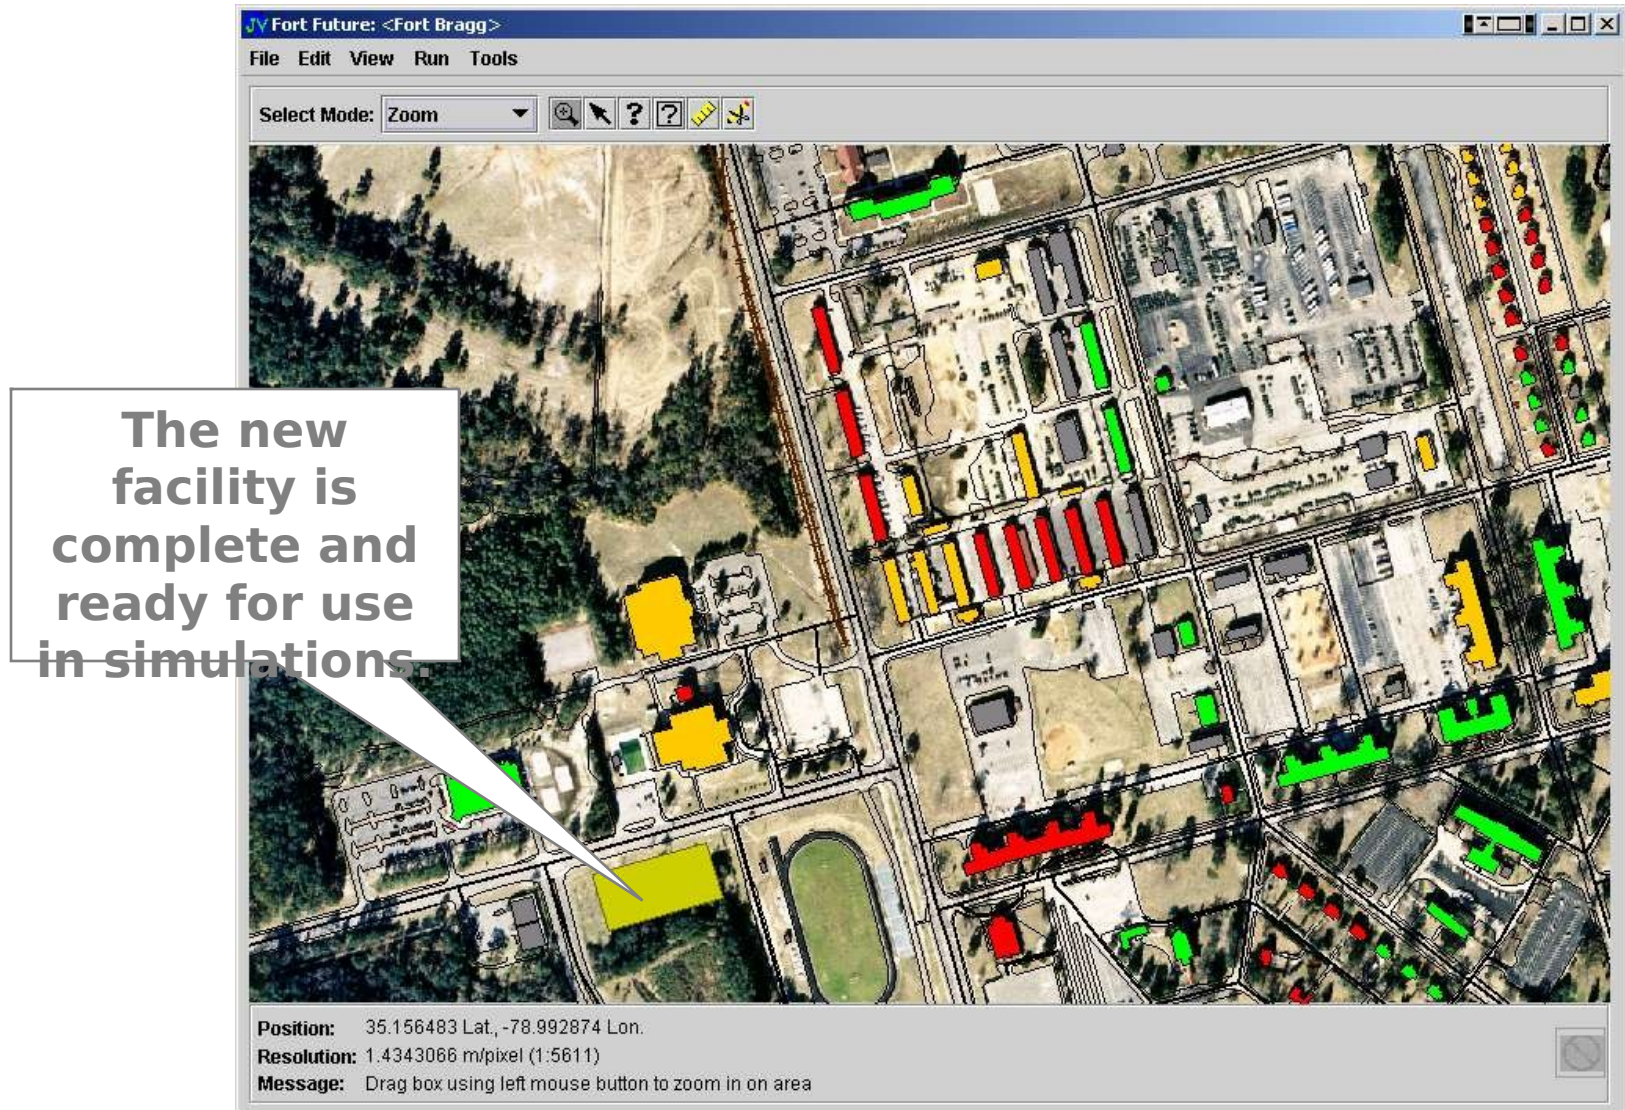 JV Fort Future: <Fort Bragg>
File Edit View Run Tools
Select Mode: Zoom
The new
facility is
complete and
ready for use
in simulations.
Position: 35.156483 Lat., -78.992874 Lon.
Resolution: 1.4343066 m/pixel (1:5611)
Message: Drag box using left mouse button to zoom in on area